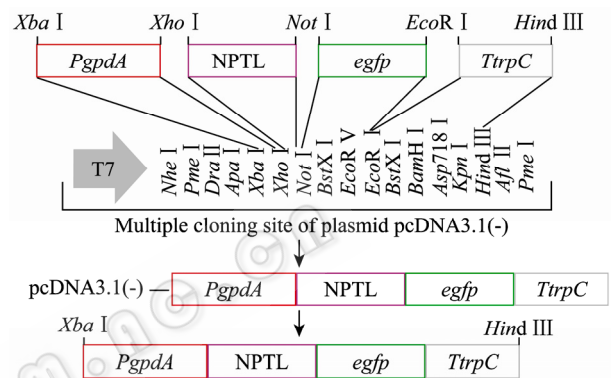 Xba I Xho I Not I EcoR I Hind III
PgpdA NPTL egfp TtrpC
T7
Nhe I
Pme I
Dra II
Apa I
Xba I
Xho I
Not I
BstX I
EcoR V
EcoR I
BstX I
BamH I
Asp718 I
Kpn I
Hind III
Afl II
Pme I
Multiple cloning site of plasmid pcDNA3.1(-)
pcDNA3.1(-) PgpdA NPTL egfp TtrpC
Xba I Hind III
PgpdA NPTL egfp TtrpC